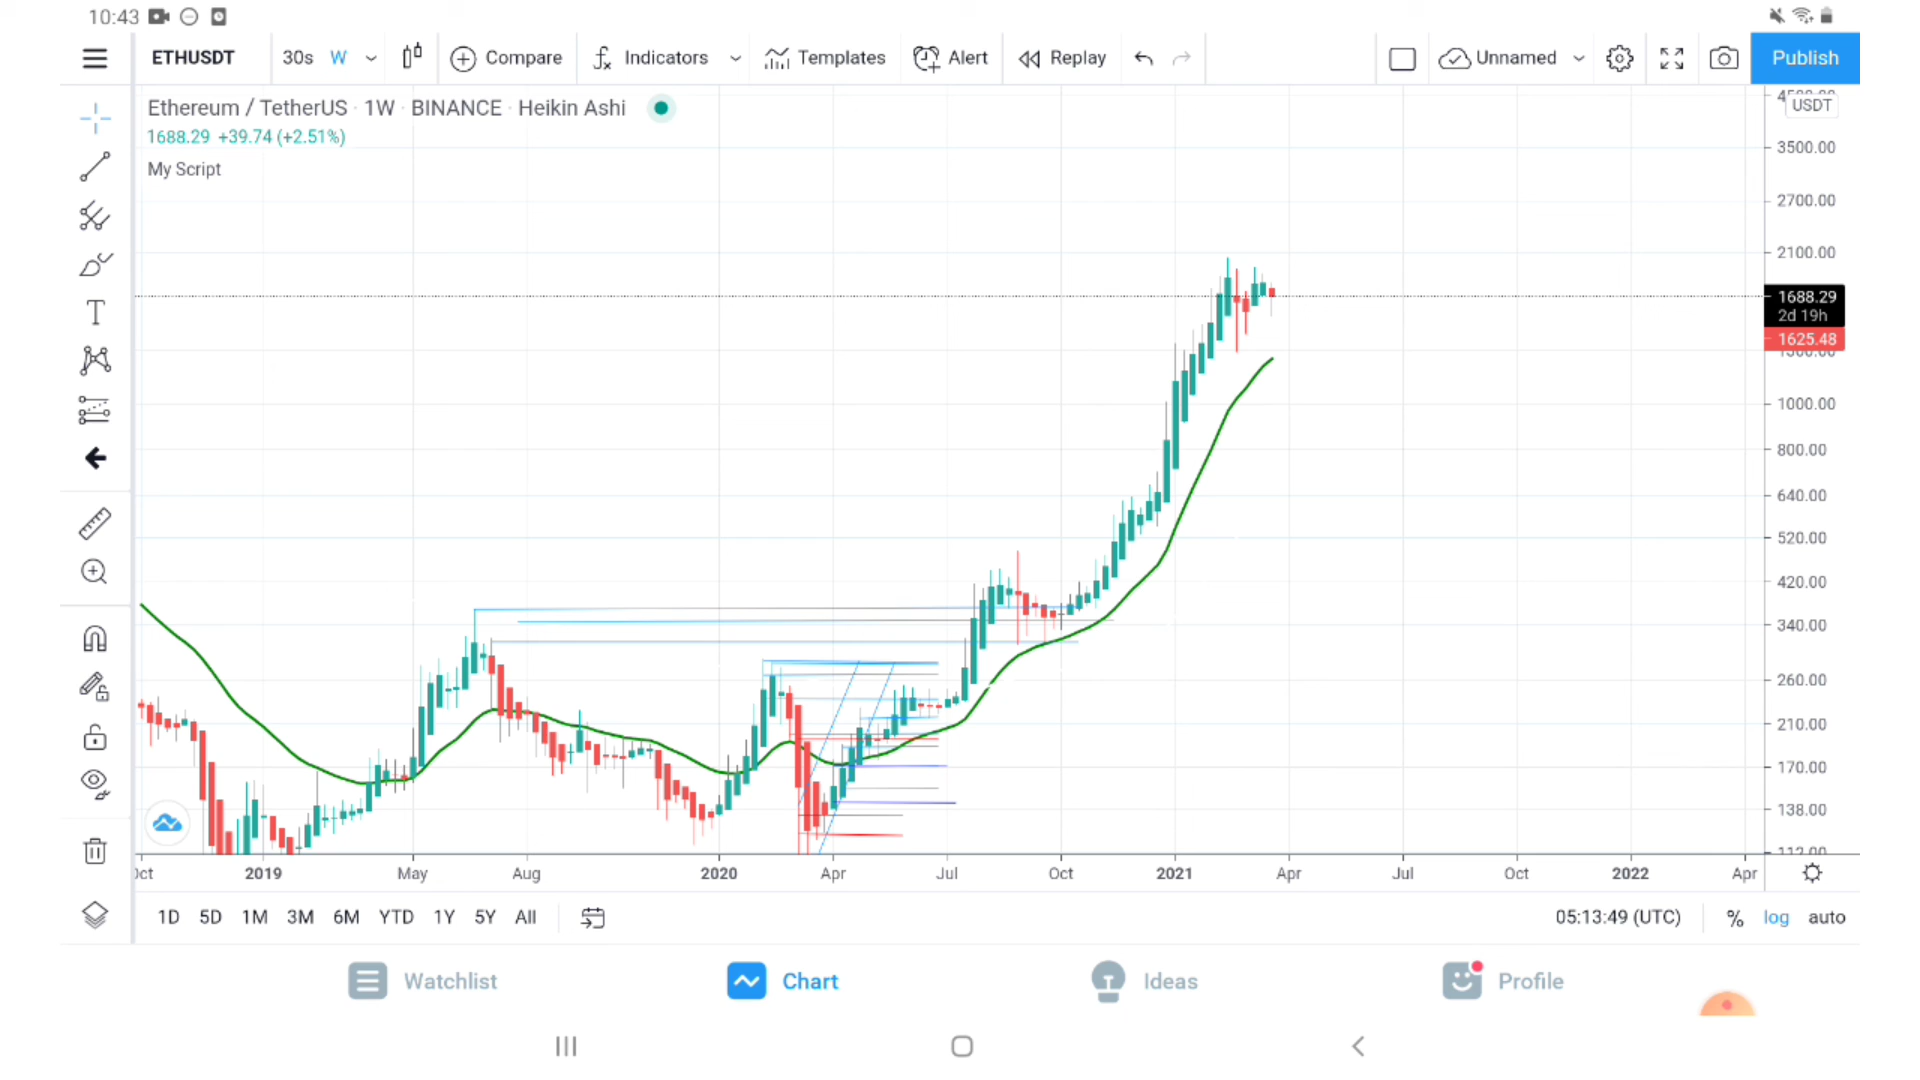 10:43
ETHUSDT 30s W Compare Indicators Templates Alert Replay Unnamed Publish
Ethereum / TetherUS · 1W · BINANCE · Heikin Ashi
1688.29 +39.74 (+2.51%)
My Script
USDT
3500.00
2700.00
2100.00
1688.29
2d 19h
1625.48
1000.00
800.00
640.00
520.00
420.00
340.00
260.00
210.00
170.00
138.00
2019 May Aug 2020 Apr Jul Oct 2021 Apr Jul Oct 2022 Apr
1D 5D 1M 3M 6M YTD 1Y 5Y All 05:13:49 (UTC) % log auto
Watchlist Chart Ideas Profile